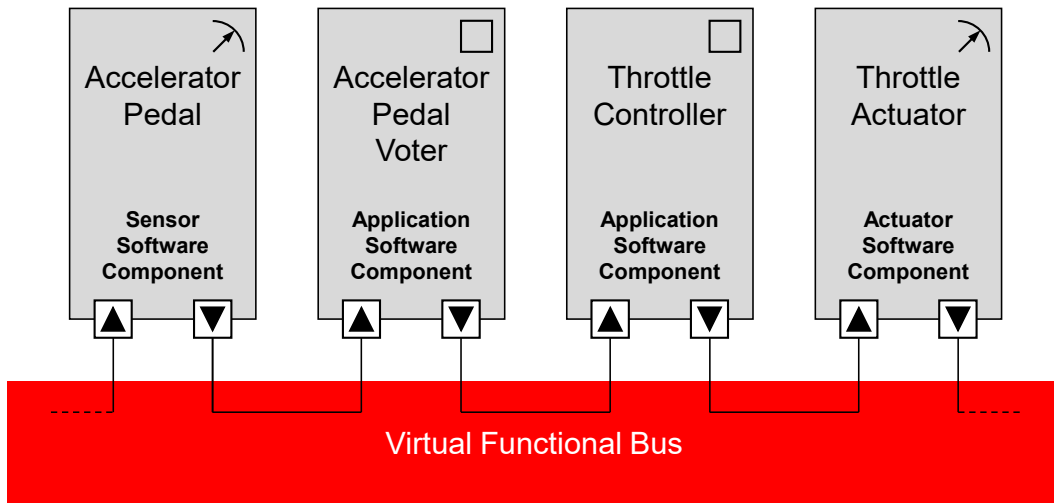 Accelerator
Pedal
Sensor
Software
Component
Accelerator
Pedal
Voter
Application
Software
Component
Throttle
Controller
Application
Software
Component
Throttle
Actuator
Actuator
Software
Component
Virtual Functional Bus